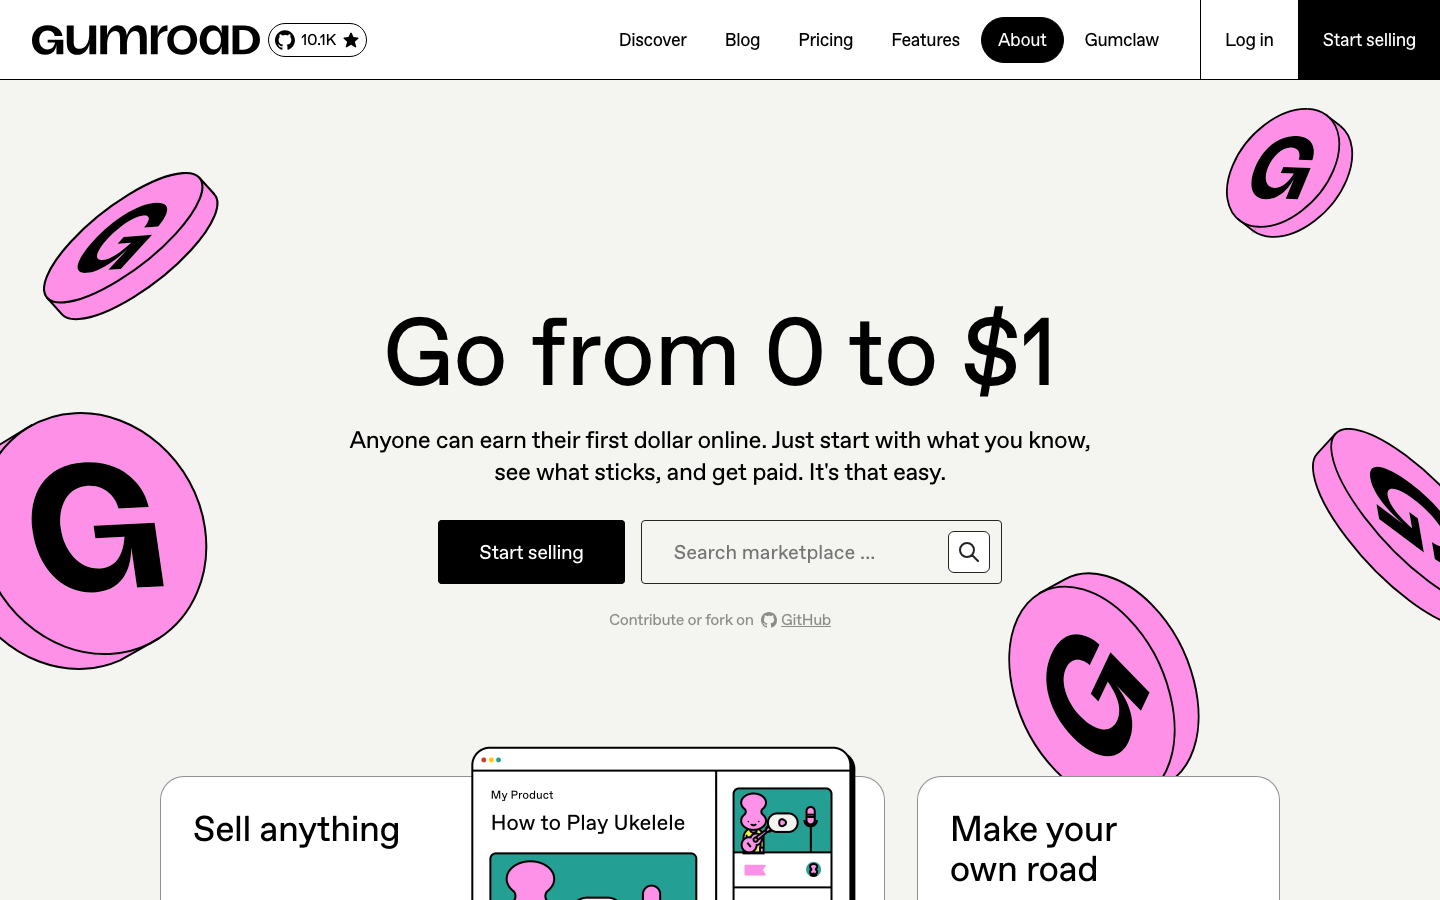 GUMROAD
10.1K
Discover
Blog
Pricing
Features
About
Gumclaw
Log in
Start selling
G
G
Go from 0 to $1
Anyone can earn their first dollar online. Just start with what you know,
see what sticks, and get paid. It's that easy.
G
G
Start selling
Search marketplace ...
Contribute or fork on GitHub
G
My Product
How to Play Ukelele
Sell anything
Make your
own road